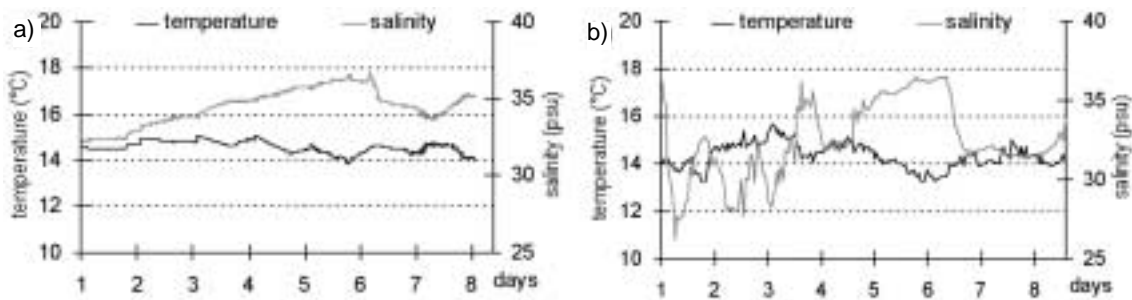 a)
temperature
salinity
temperature (°C)
20
18
16
14
12
10
salinity (psu)
40
35
30
25
1 2 3 4 5 6 7 8 days
b)
temperature
salinity
temperature (°C)
20
18
16
14
12
10
salinity (psu)
40
35
30
25
1 2 3 4 5 6 7 8 days